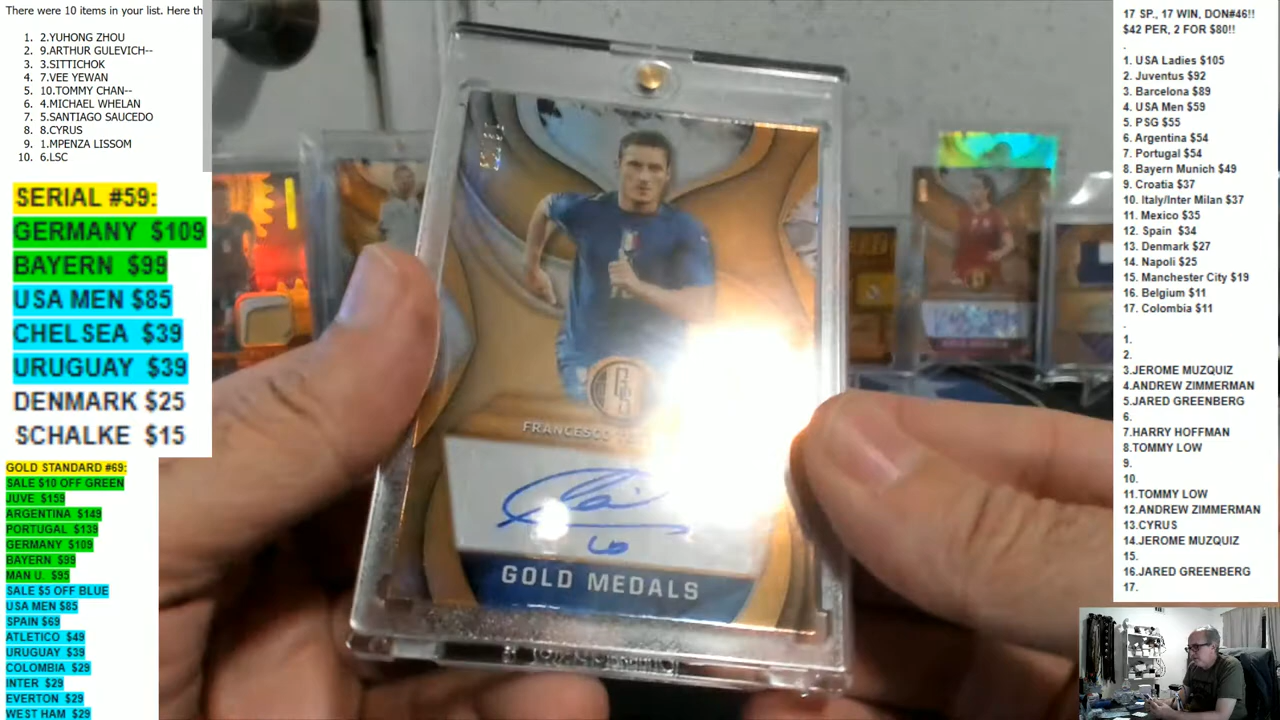 There were 10 items in your list. Here th
1. 2.YUHONG ZHOU
2. 9.ARTHUR GULEVICH--
3. 3.SITTICHOK
4. 7.VEE YEWAN
5. 10.TOMMY CHAN--
6. 4.MICHAEL WHELAN
7. 5.SANTIAGO SAUCEDO
8. 8.CYRUS
9. 1.MPENZA LISSOM
10. 6.LSC
SERIAL #59:
GERMANY $109
BAYERN $99
USA MEN $85
CHELSEA $39
URUGUAY $39
DENMARK $25
SCHALKE $15
GOLD STANDARD #69:
SALE $10 OFF GREEN
JUVE $159
ARGENTINA $149
PORTUGAL $139
GERMANY $109
BAYERN $99
MAN U. $95
SALE $5 OFF BLUE
USA MEN $85
SPAIN $69
ATLETICO $49
URUGUAY $39
COLOMBIA $29
INTER $29
EVERTON $29
WEST HAM $29
FRANCESCO
GOLD MEDALS
17 SP., 17 WIN, DON#46!!
$42 PER, 2 FOR $80!!
.
1. USA Ladies $105
2. Juventus $92
3. Barcelona $89
4. USA Men $59
5. PSG $55
6. Argentina $54
7. Portugal $54
8. Bayern Munich $49
9. Croatia $37
10. Italy/Inter Milan $37
11. Mexico $35
12. Spain $34
13. Denmark $27
14. Napoli $25
15. Manchester City $19
16. Belgium $11
17. Colombia $11
.
1.
2.
3.JEROME MUZQUIZ
4.ANDREW ZIMMERMAN
5.JARED GREENBERG
6.
7.HARRY HOFFMAN
8.TOMMY LOW
9.
10.
11.TOMMY LOW
12.ANDREW ZIMMERMAN
13.CYRUS
14.JEROME MUZQUIZ
15.
16.JARED GREENBERG
17.